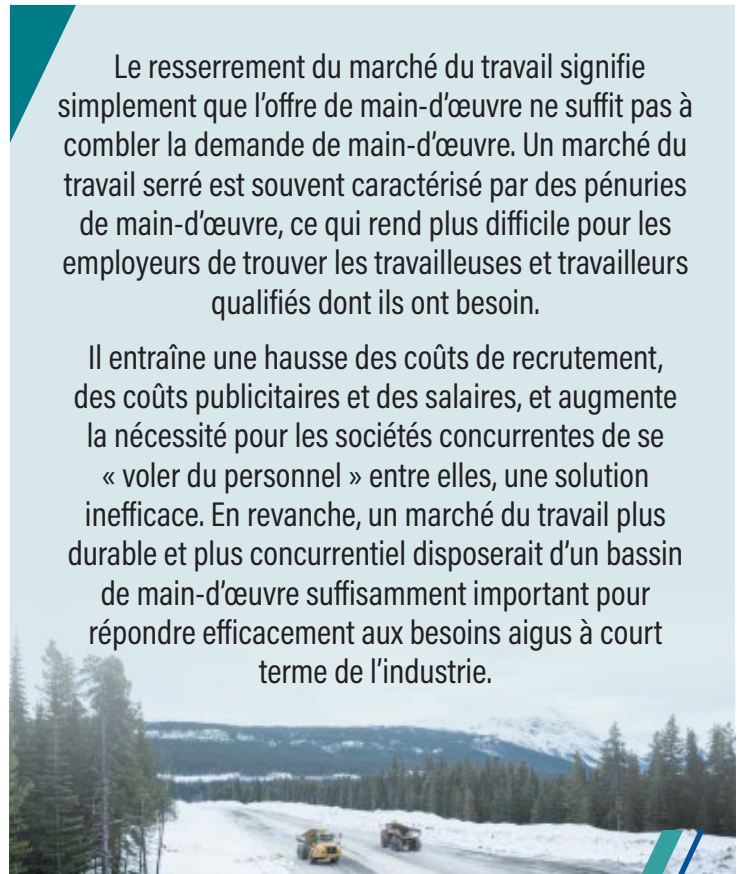 Le resserrement du marché du travail signifie
simplement que l’offre de main-d’œuvre ne suffit pas à
combler la demande de main-d’œuvre. Un marché du
travail serré est souvent caractérisé par des pénuries
de main-d’œuvre, ce qui rend plus difficile pour les
employeurs de trouver les travailleuses et travailleurs
qualifiés dont ils ont besoin.
Il entraîne une hausse des coûts de recrutement,
des coûts publicitaires et des salaires, et augmente
la nécessité pour les sociétés concurrentes de se
« voler du personnel » entre elles, une solution
inefficace. En revanche, un marché du travail plus
durable et plus concurrentiel disposerait d’un bassin
de main-d’œuvre suffisamment important pour
répondre efficacement aux besoins aigus à court
terme de l’industrie.